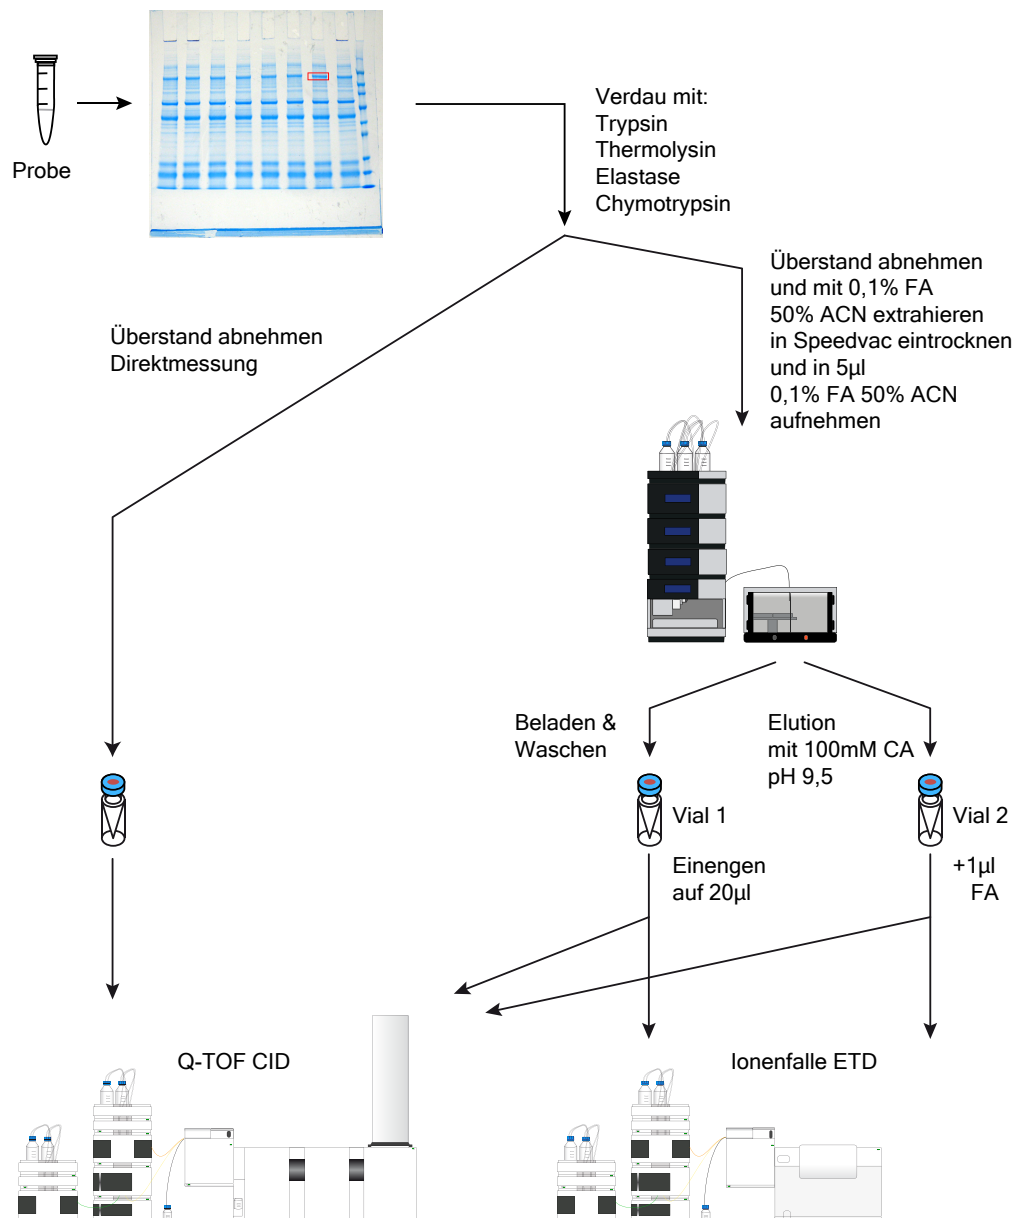 Probe
Verdau mit:
Trypsin
Thermolysin
Elastase
Chymotrypsin
Überstand abnehmen
Direktmessung
Überstand abnehmen
und mit 0,1% FA
50% ACN extrahieren
in Speedvac eintrocknen
und in 5µl
0,1% FA 50% ACN
aufnehmen
Beladen &
Waschen
Elution
mit 100mM CA
pH 9,5
Vial 1
Vial 2
Einengen
auf 20µl
+1µl
FA
Q-TOF CID
Ionenfalle ETD